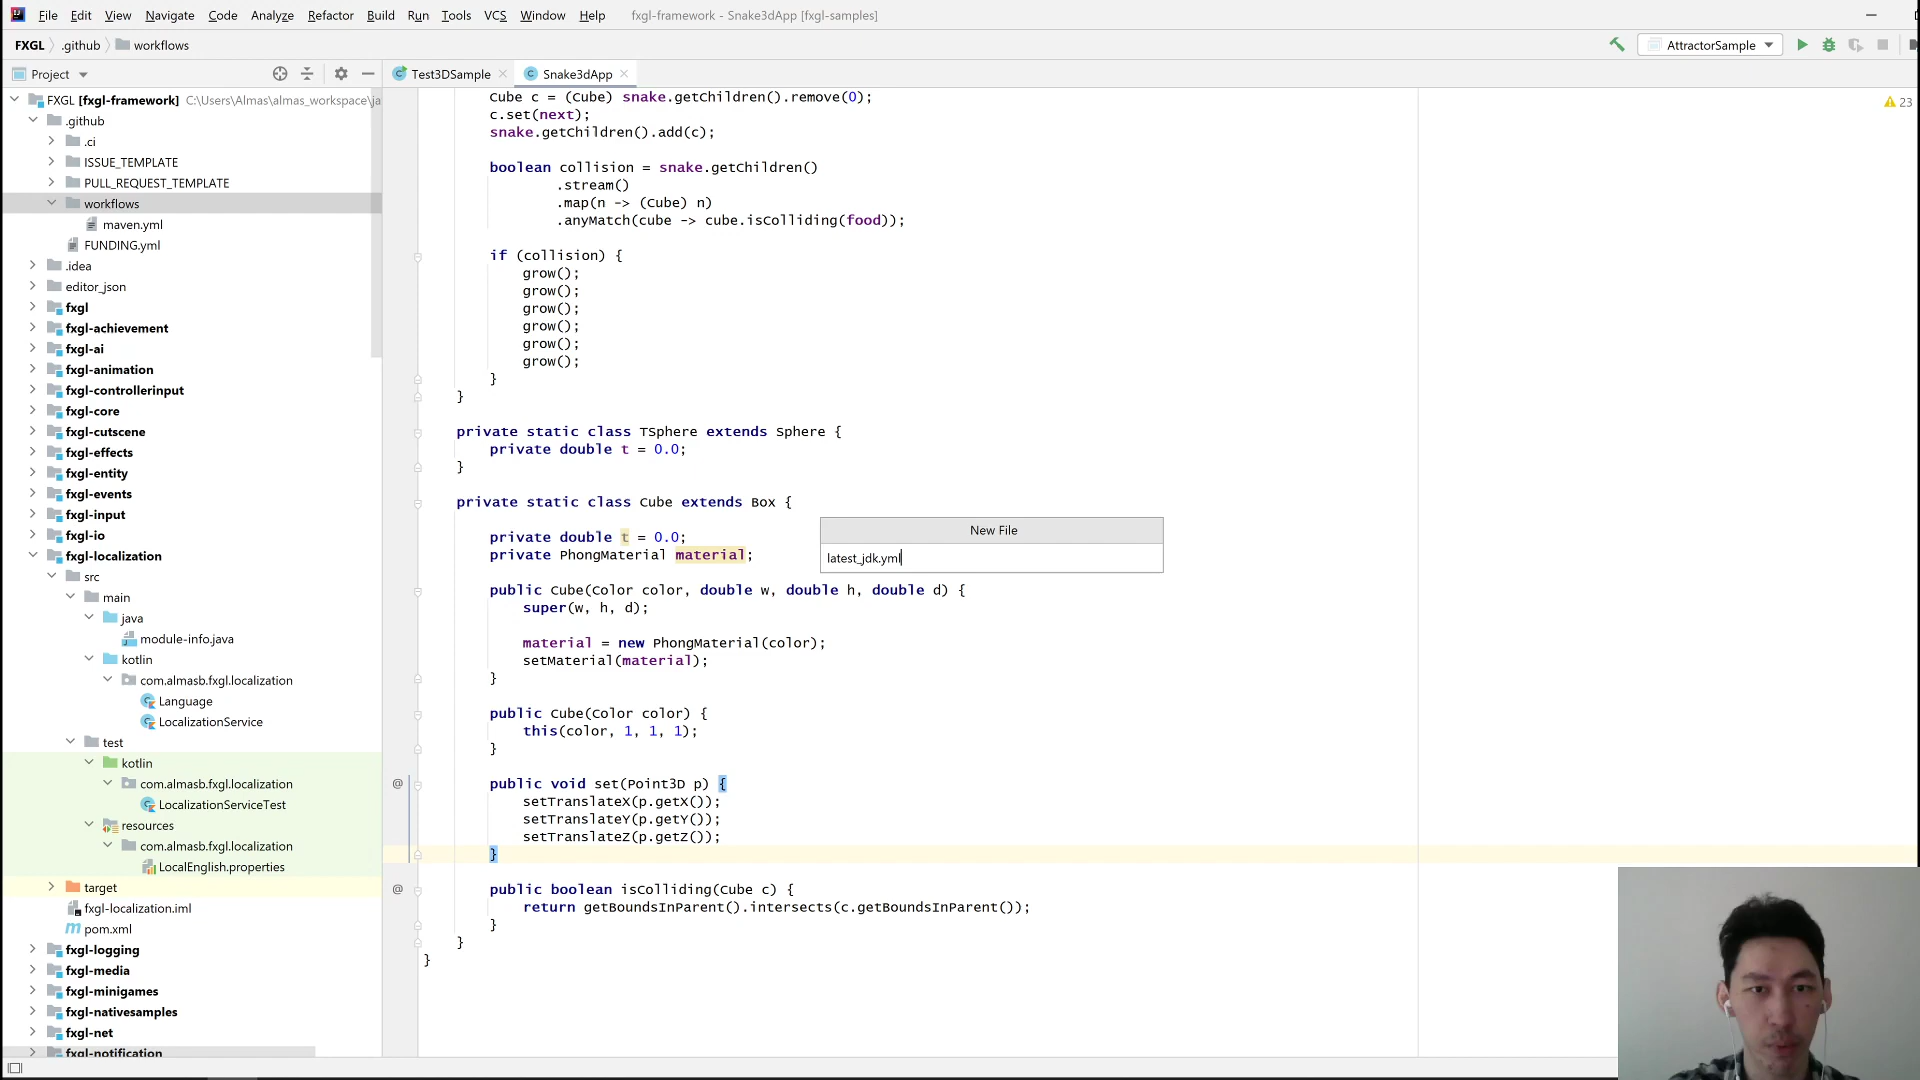 File Edit View Navigate Code Analyze Refactor Build Run Tools VCS Window Help fxgl-framework - Snake3dApp [fxgl-samples]
FXGL .github workflows AttractorSample
Project
Test3DSample Snake3dApp
FXGL [fxgl-framework] C:\Users\Almas\almas_workspace\ja
.github
.ci
ISSUE_TEMPLATE
PULL_REQUEST_TEMPLATE
workflows
maven.yml
FUNDING.yml
.idea
editor_json
fxgl
fxgl-achievement
fxgl-ai
fxgl-animation
fxgl-controllerinput
fxgl-core
fxgl-cutscene
fxgl-effects
fxgl-entity
fxgl-events
fxgl-input
fxgl-io
fxgl-localization
src
main
java
module-info.java
kotlin
com.almasb.fxgl.localization
Language
LocalizationService
test
kotlin
com.almasb.fxgl.localization
LocalizationServiceTest
resources
com.almasb.fxgl.localization
LocalEnglish.properties
target
fxgl-localization.iml
pom.xml
fxgl-logging
fxgl-media
fxgl-minigames
fxgl-nativesamples
fxgl-net
fxgl-notification
Cube c = (Cube) snake.getChildren().remove(0);
c.set(next);
snake.getChildren().add(c);
boolean collision = snake.getChildren()
.stream()
.map(n -> (Cube) n)
.anyMatch(cube -> cube.isColliding(food));
if (collision) {
grow();
grow();
grow();
grow();
grow();
grow();
}
}
private static class TSphere extends Sphere {
private double t = 0.0;
}
private static class Cube extends Box {
private double t = 0.0;
private PhongMaterial material;
public Cube(Color color, double w, double h, double d) {
super(w, h, d);
material = new PhongMaterial(color);
setMaterial(material);
}
public Cube(Color color) {
this(color, 1, 1, 1);
}
@ public void set(Point3D p) {
setTranslateX(p.getX());
setTranslateY(p.getY());
setTranslateZ(p.getZ());
}
@ public boolean isColliding(Cube c) {
return getBoundsInParent().intersects(c.getBoundsInParent());
}
}
}
23
New File
latest_jdk.yml